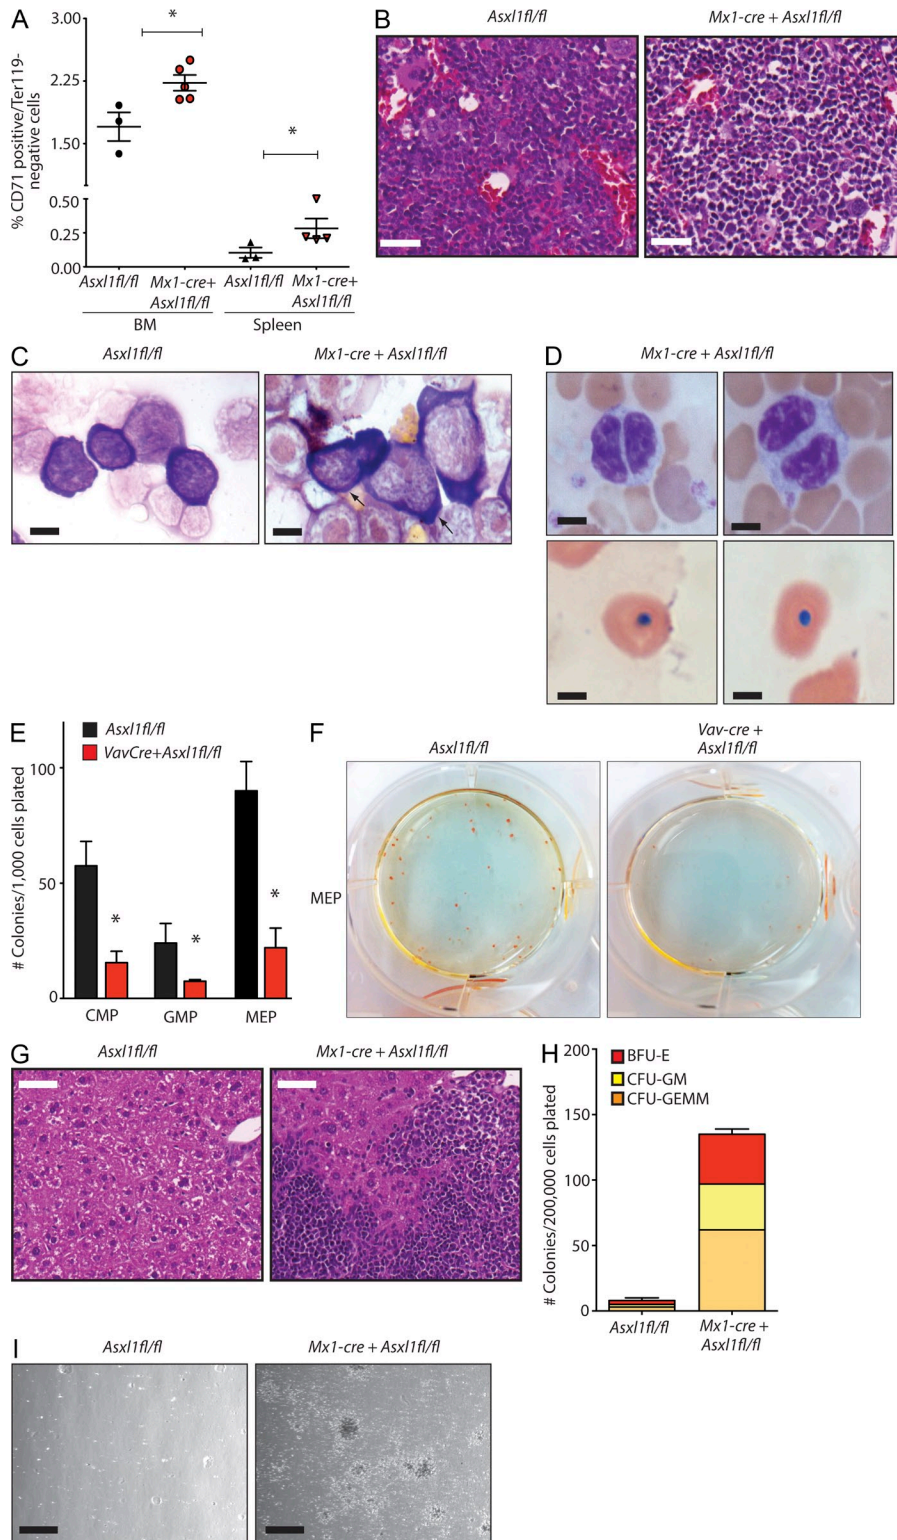 A
3.00
2.25
1.50
0.50
0.25
0.00
% CD71 positive/Ter119-
negative cells
*
*
Asxl1fl/fl
Mx1-cre+
Asxl1fl/fl
Asxl1fl/fl
Mx1-cre+
Asxl1fl/fl
BM
Spleen
B
Asxl1fl/fl
Mx1-cre + Asxl1fl/fl
C
Asxl1fl/fl
Mx1-cre + Asxl1fl/fl
D
Mx1-cre + Asxl1fl/fl
E
Asxl1fl/fl
VavCre+Asxl1fl/fl
# Colonies/1,000 cells plated
100
50
0
*
*
*
CMP
GMP
MEP
F
Asxl1fl/fl
Vav-cre +
Asxl1fl/fl
MEP
G
Asxl1fl/fl
Mx1-cre + Asxl1fl/fl
H
BFU-E
CFU-GM
CFU-GEMM
# Colonies/200,000 cells plated
200
150
100
50
0
Asxl1fl/fl
Mx1-cre +
Asxl1fl/fl
I
Asxl1fl/fl
Mx1-cre + Asxl1fl/fl